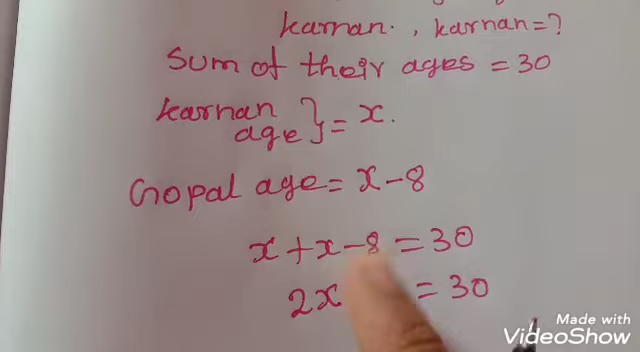 karnan. , karnan = ?
Sum of their ages = 30
karnan
age } = x.
Gopal age = x - 8
x + x - 8 = 30
2x = 30
Made with
VideoShow